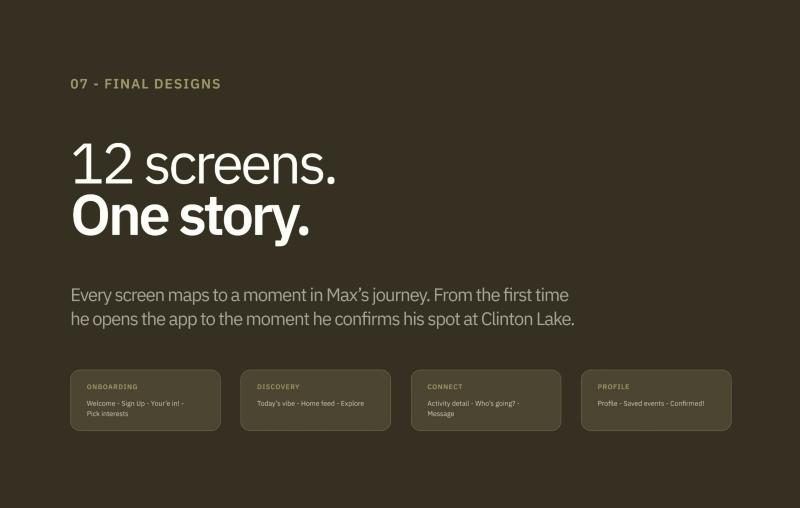 07 - FINAL DESIGNS
12 screens.
One story.
Every screen maps to a moment in Max’s journey. From the first time
he opens the app to the moment he confirms his spot at Clinton Lake.
ONBOARDING
Welcome - Sign Up - Your’e in! -
Pick interests
DISCOVERY
Today’s vibe - Home feed - Explore
CONNECT
Activity detail - Who’s going? -
Message
PROFILE
Profile - Saved events - Confirmed!